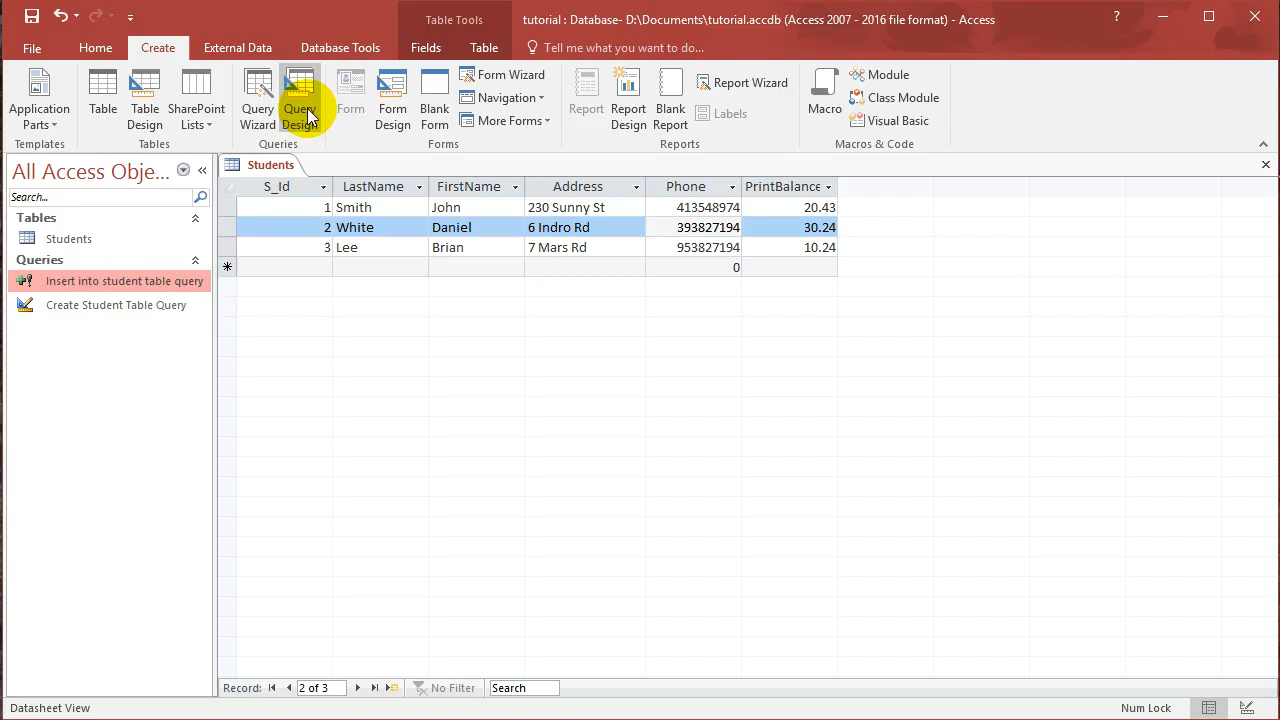 Table Tools
tutorial : Database- D:\Documents\tutorial.accdb (Access 2007 - 2016 file format) - Access
?
File Home Create External Data Database Tools Fields Table Tell me what you want to do...
Application Parts
Templates
Table
Table Design
SharePoint Lists
Tables
Query Wizard
Query Design
Queries
Form
Form Design
Blank Form
Form Wizard
Navigation
More Forms
Forms
Report
Report Design
Blank Report
Report Wizard
Labels
Reports
Macro
Module
Class Module
Visual Basic
Macros & Code
All Access Obje...
Search...
Tables
Students
Queries
Insert into student table query
Create Student Table Query
Students
S_Id LastName FirstName Address Phone PrintBalance
1 Smith John 230 Sunny St 413548974 20.43
2 White Daniel 6 Indro Rd 393827194 30.24
3 Lee Brian 7 Mars Rd 953827194 10.24
0
Record: 2 of 3 No Filter Search
Datasheet View
Num Lock